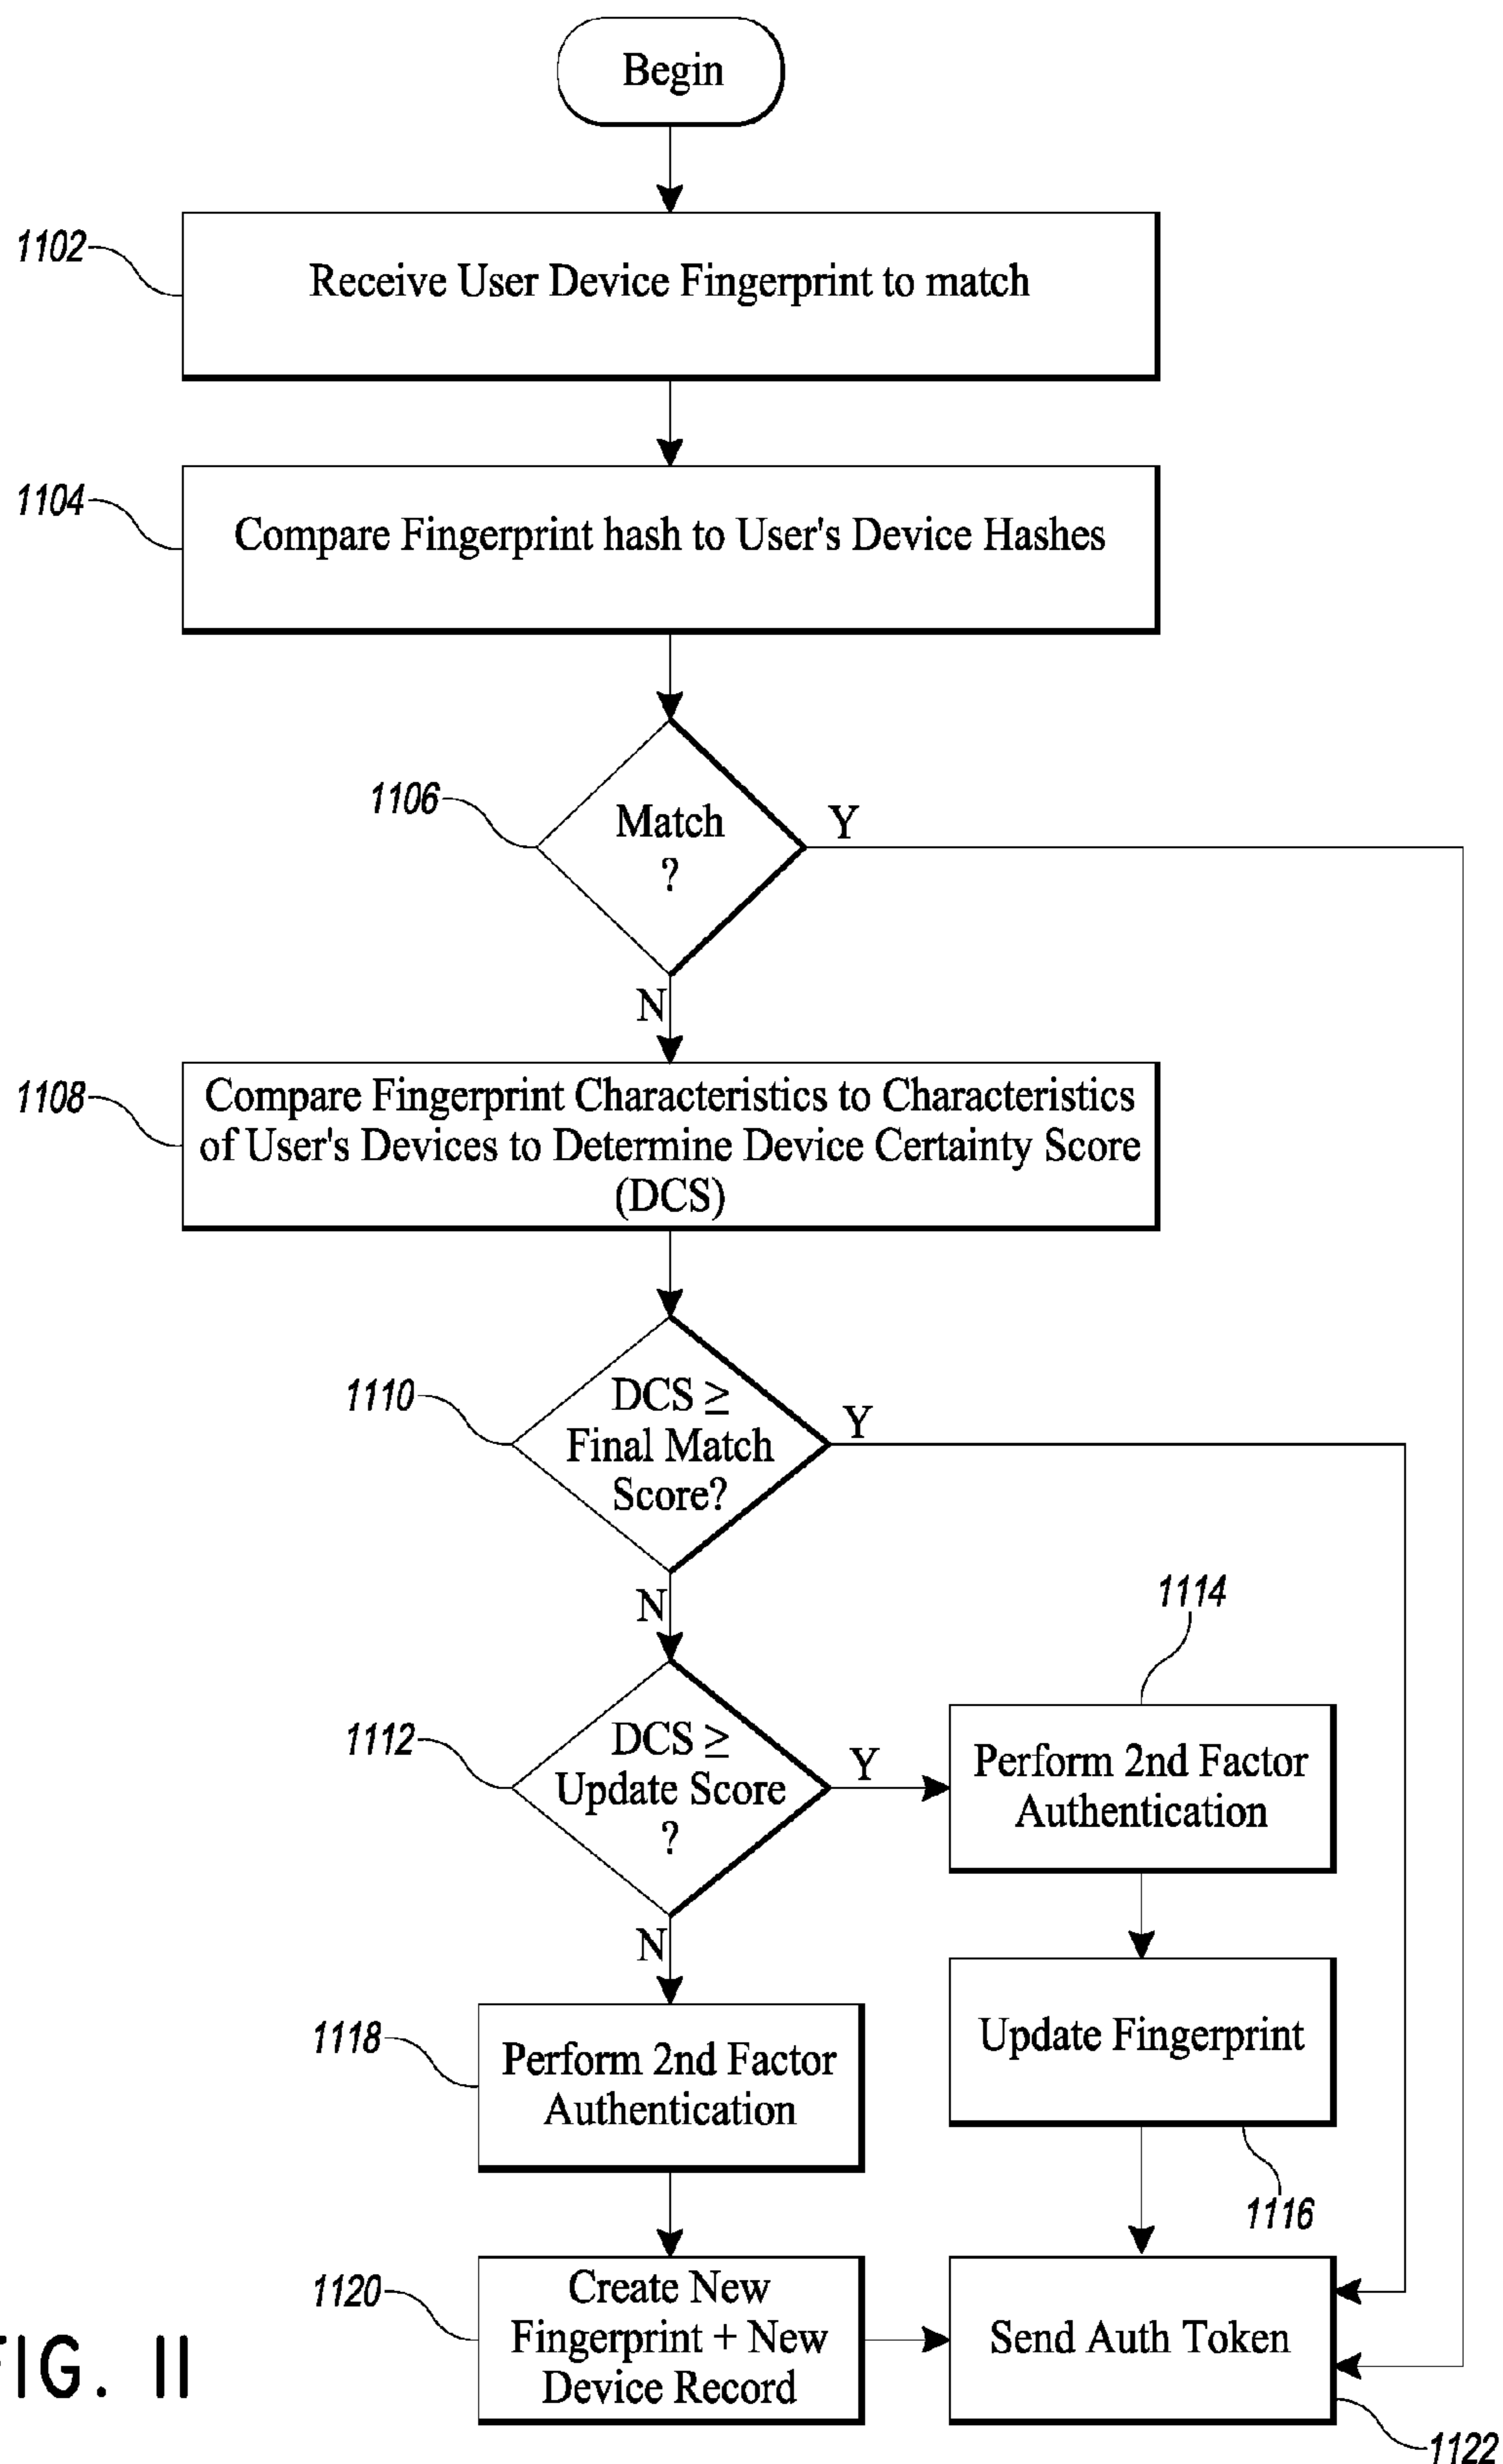 Begin
1102
Receive User Device Fingerprint to match
1104
Compare Fingerprint hash to User's Device Hashes
1106
Match
?
Y
N
1108
Compare Fingerprint Characteristics to Characteristics
of User's Devices to Determine Device Certainty Score
(DCS)
1110
DCS ≥
Final Match
Score?
Y
N
1112
DCS ≥
Update Score
?
Y
N
1114
Perform 2nd Factor
Authentication
Update Fingerprint
1116
1118
Perform 2nd Factor
Authentication
1120
Create New
Fingerprint + New
Device Record
Send Auth Token
1122
FIG. 11